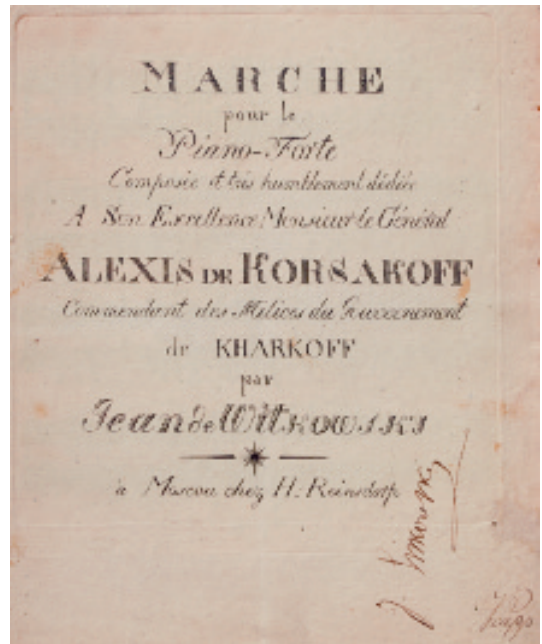 MARCHE
pour le
Piano-Forte
Composée et très humblement dédiée
A Son Excellence Monsieur le Général
ALEXIS DE KORSAKOFF
Commandant des Milices du Gouvernement
de KHARKOFF
par
Jean de Witkowski
à Moscou chez H. Reinsdorp
J. Witkowsky